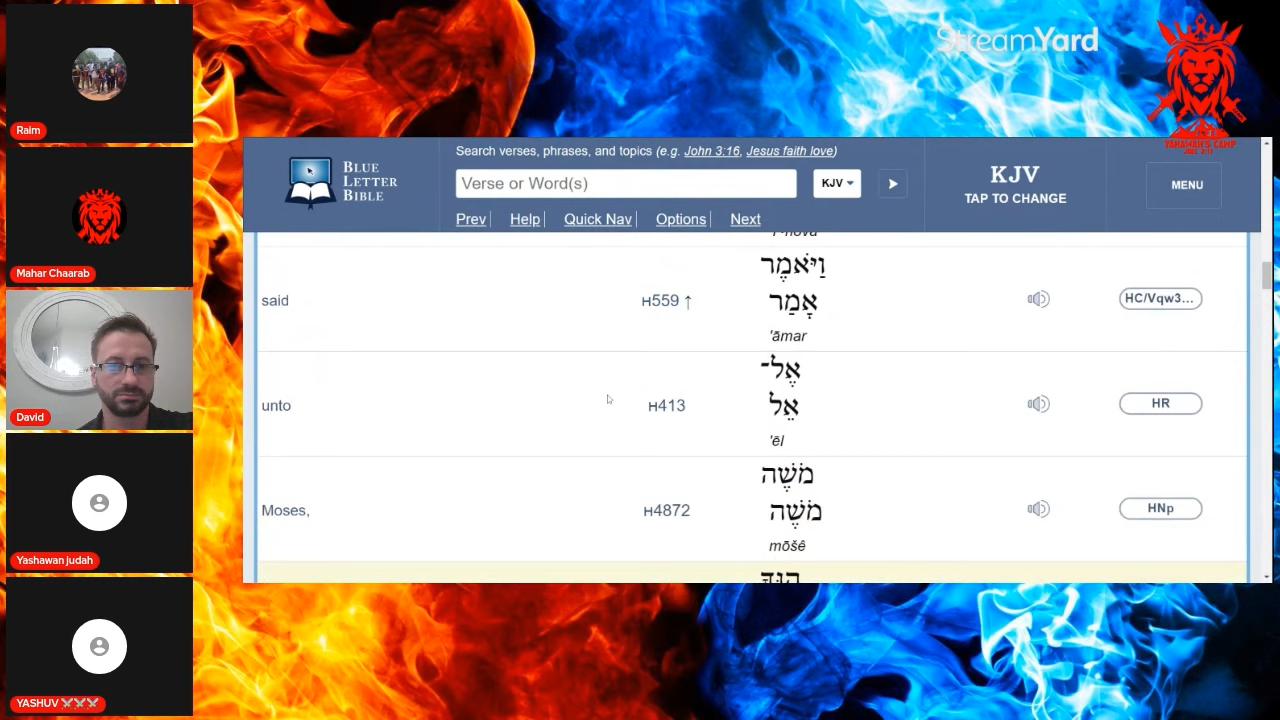 StreamYard
YAHAWAH'S CAMP
Raim
Mahar Chaarab
David
Yashawan judah
YASHUV ⚔⚔⚔
BLUE
LETTER
BIBLE
Search verses, phrases, and topics (e.g. John 3:16, Jesus faith love)
Verse or Word(s)
KJV
Prev | Help | Quick Nav | Options | Next
KJV
TAP TO CHANGE
MENU
said H559 ↑ וַיֹּאמֶר HC/Vqw3...
אָמַר
'āmar
unto H413 אֶל־ HR
אֵל
'ēl
Moses, H4872 מֹשֶׁה HNp
מֹשֶׁה
mōšê